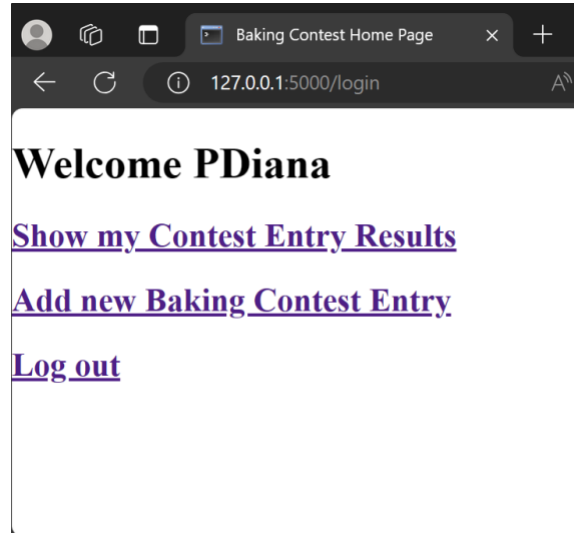 Baking Contest Home Page
127.0.0.1:5000/login
A
Welcome PDiana
Show my Contest Entry Results
Add new Baking Contest Entry
Log out